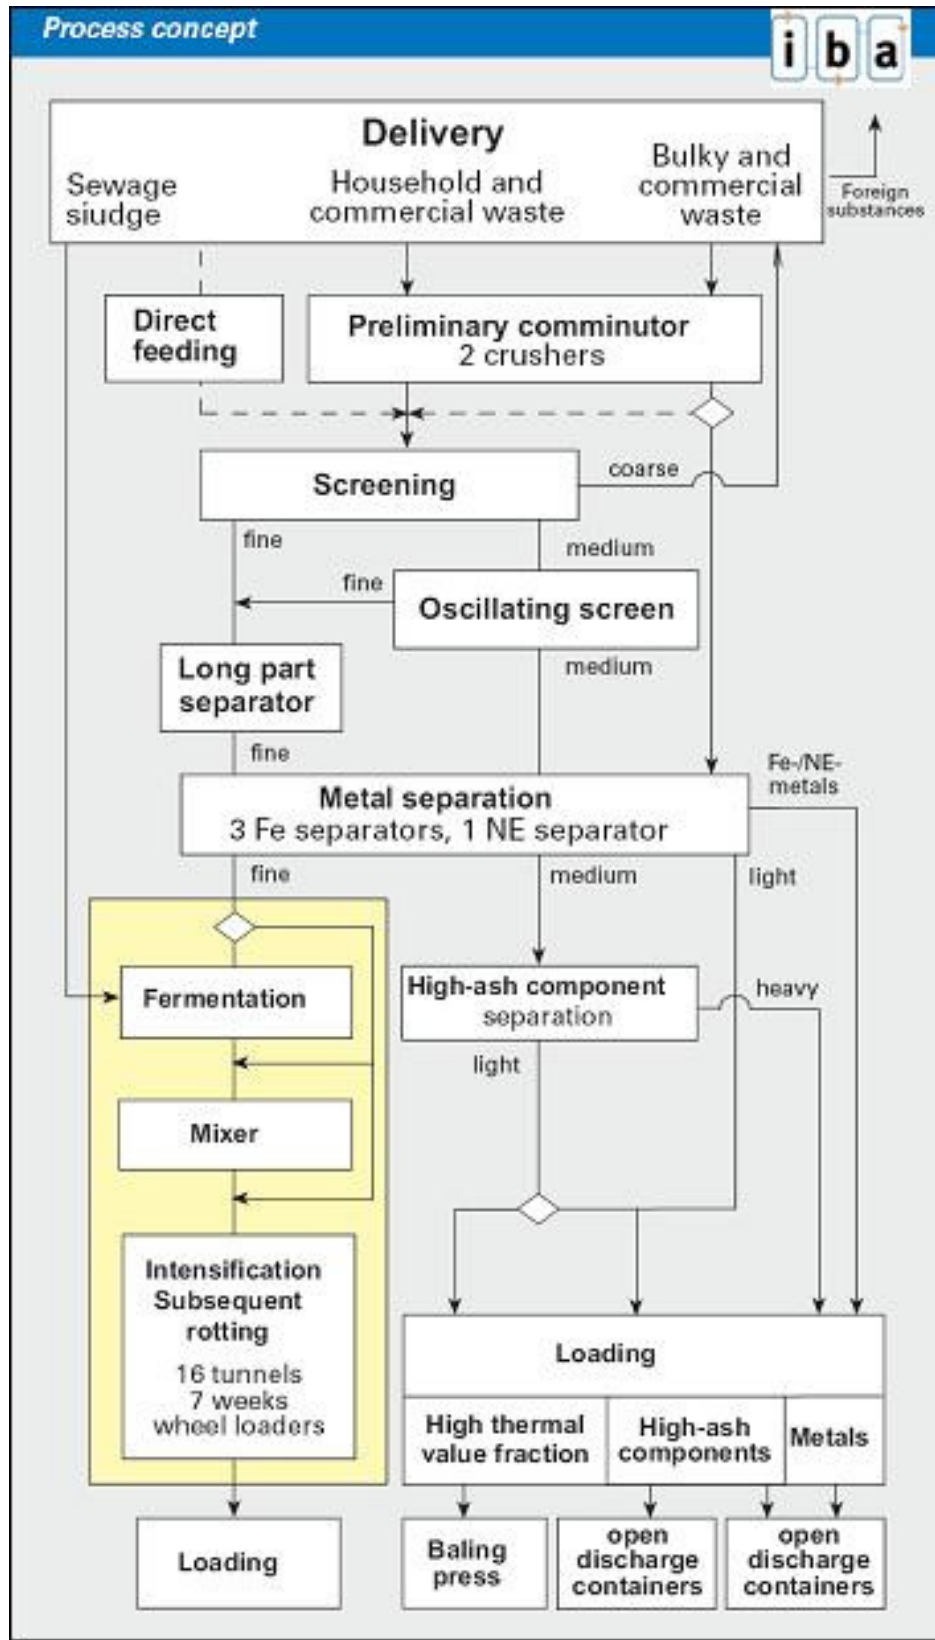 Process concept
iba
Delivery
Sewage
siudge
Household and
commercial waste
Bulky and
commercial
waste
Foreign
substances
Direct
feeding
Preliminary comminutor
2 crushers
Screening
coarse
fine
medium
fine
Oscillating screen
Long part
separator
medium
fine
Fe-/NE-
metals
Metal separation
3 Fe separators, 1 NE separator
fine
medium
light
Fermentation
High-ash component
separation
heavy
light
Mixer
Intensification
Subsequent
rotting
16 tunnels
7 weeks
wheel loaders
Loading
High thermal
value fraction
High-ash
components
Metals
Loading
Baling
press
open
discharge
containers
open
discharge
containers